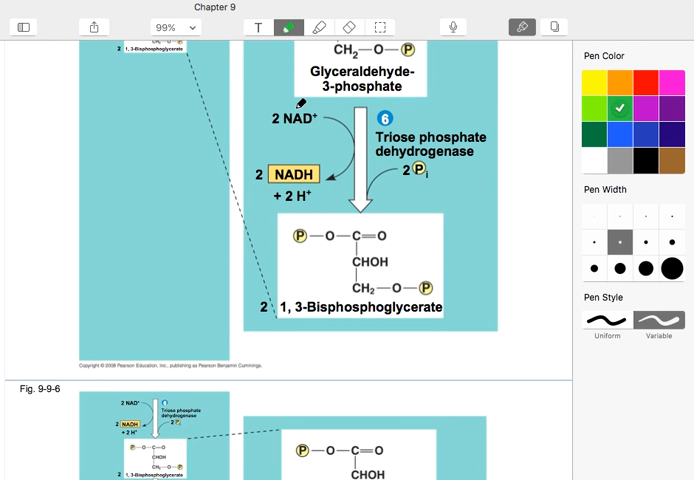 Chapter 9
99%
T
2 1, 3-Bisphosphoglycerate
CH₂—O—P
Glyceraldehyde-
3-phosphate
2 NAD⁺
6
Triose phosphate
dehydrogenase
2 NADH
2 Pᵢ
+ 2 H⁺
P—O—C=O
CHOH
CH₂—O—P
2 1, 3-Bisphosphoglycerate
Copyright © 2008 Pearson Education, Inc., publishing as Pearson Benjamin Cummings.
Fig. 9-9-6
2 NAD⁺
Triose phosphate
dehydrogenase
2 NADH
+ 2 H⁺
P—O—C=O
CHOH
CH₂—O—P
2 1, 3-Bisphosphoglycerate
P—O—C=O
CHOH
Pen Color
Pen Width
Pen Style
Uniform
Variable